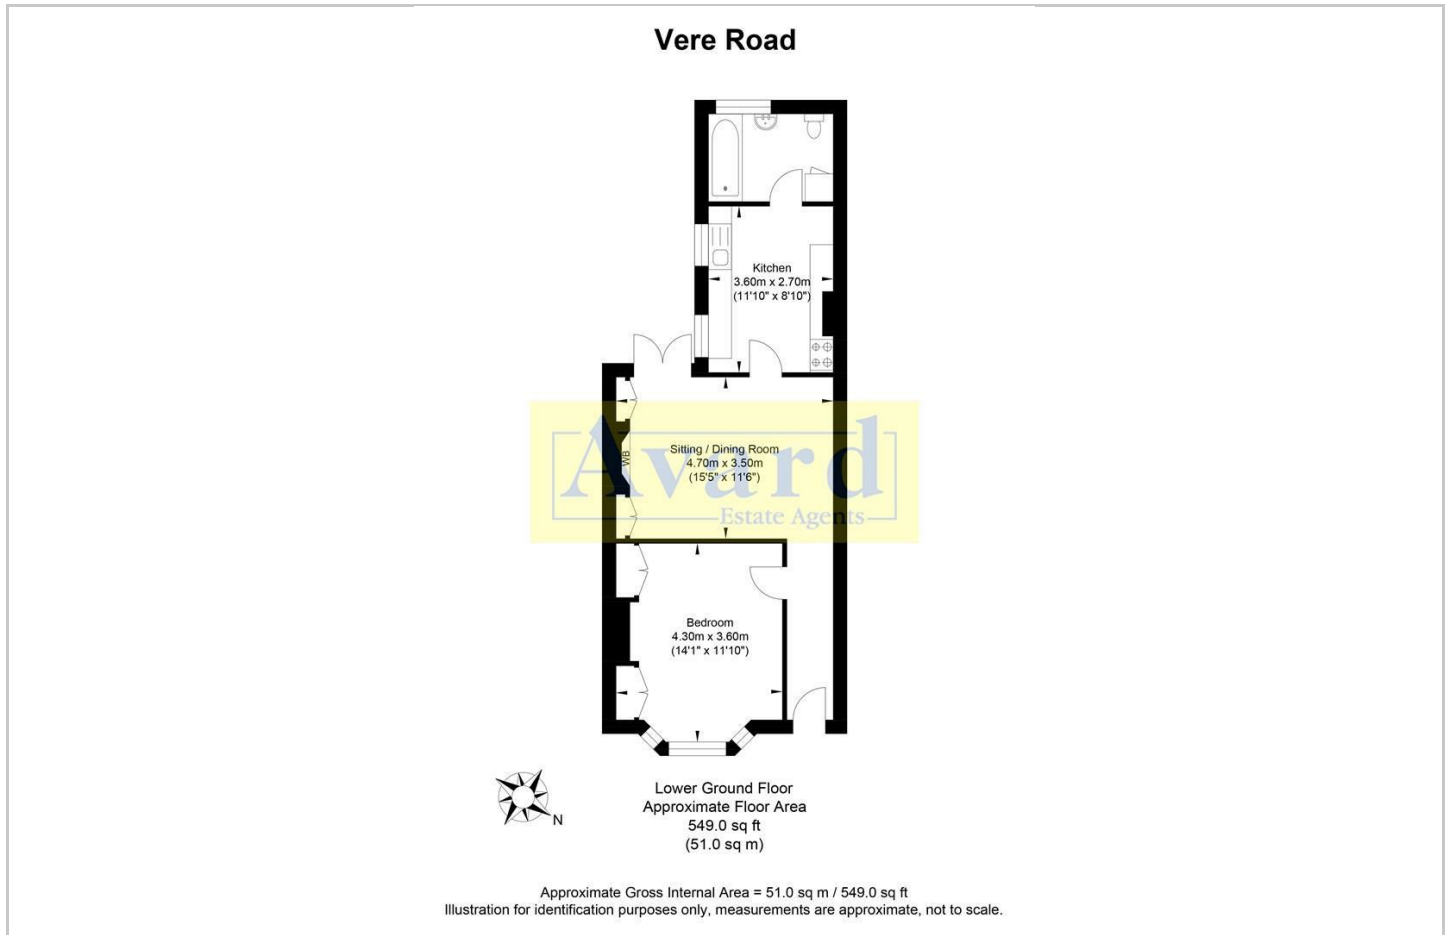 Vere Road
Kitchen
3.60m x 2.70m
(11'10" x 8'10")
Avard
Estate Agents
WB
Sitting / Dining Room
4.70m x 3.50m
(15'5" x 11'6")
Bedroom
4.30m x 3.60m
(14'1" x 11'10")
N
Lower Ground Floor
Approximate Floor Area
549.0 sq ft
(51.0 sq m)
Approximate Gross Internal Area = 51.0 sq m / 549.0 sq ft
Illustration for identification purposes only, measurements are approximate, not to scale.